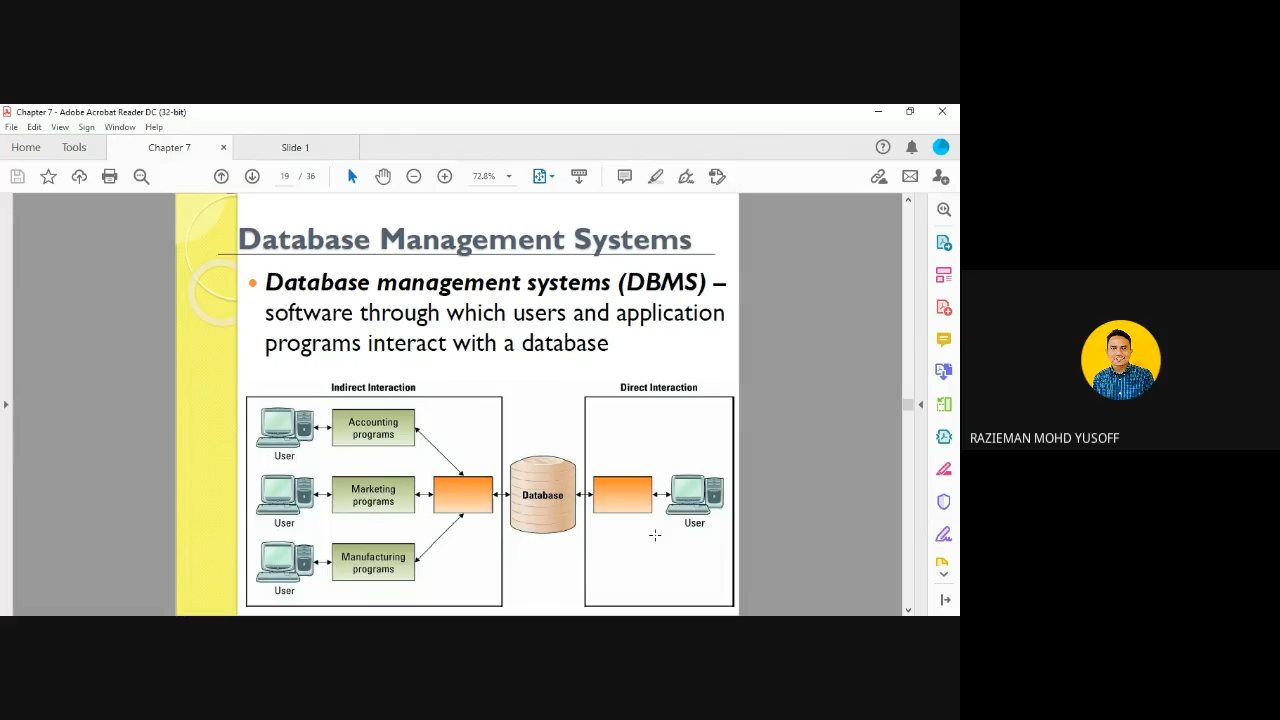 Chapter 7 - Adobe Acrobat Reader DC (32-bit)
File Edit View Sign Window Help
Home Tools Chapter 7 × Slide 1
19 / 36 72.8%
Database Management Systems
• Database management systems (DBMS) –
software through which users and application
programs interact with a database
Indirect Interaction
Direct Interaction
Accounting
programs
User
Marketing
programs
User
Manufacturing
programs
User
Database
User
RAZIEMAN MOHD YUSOFF